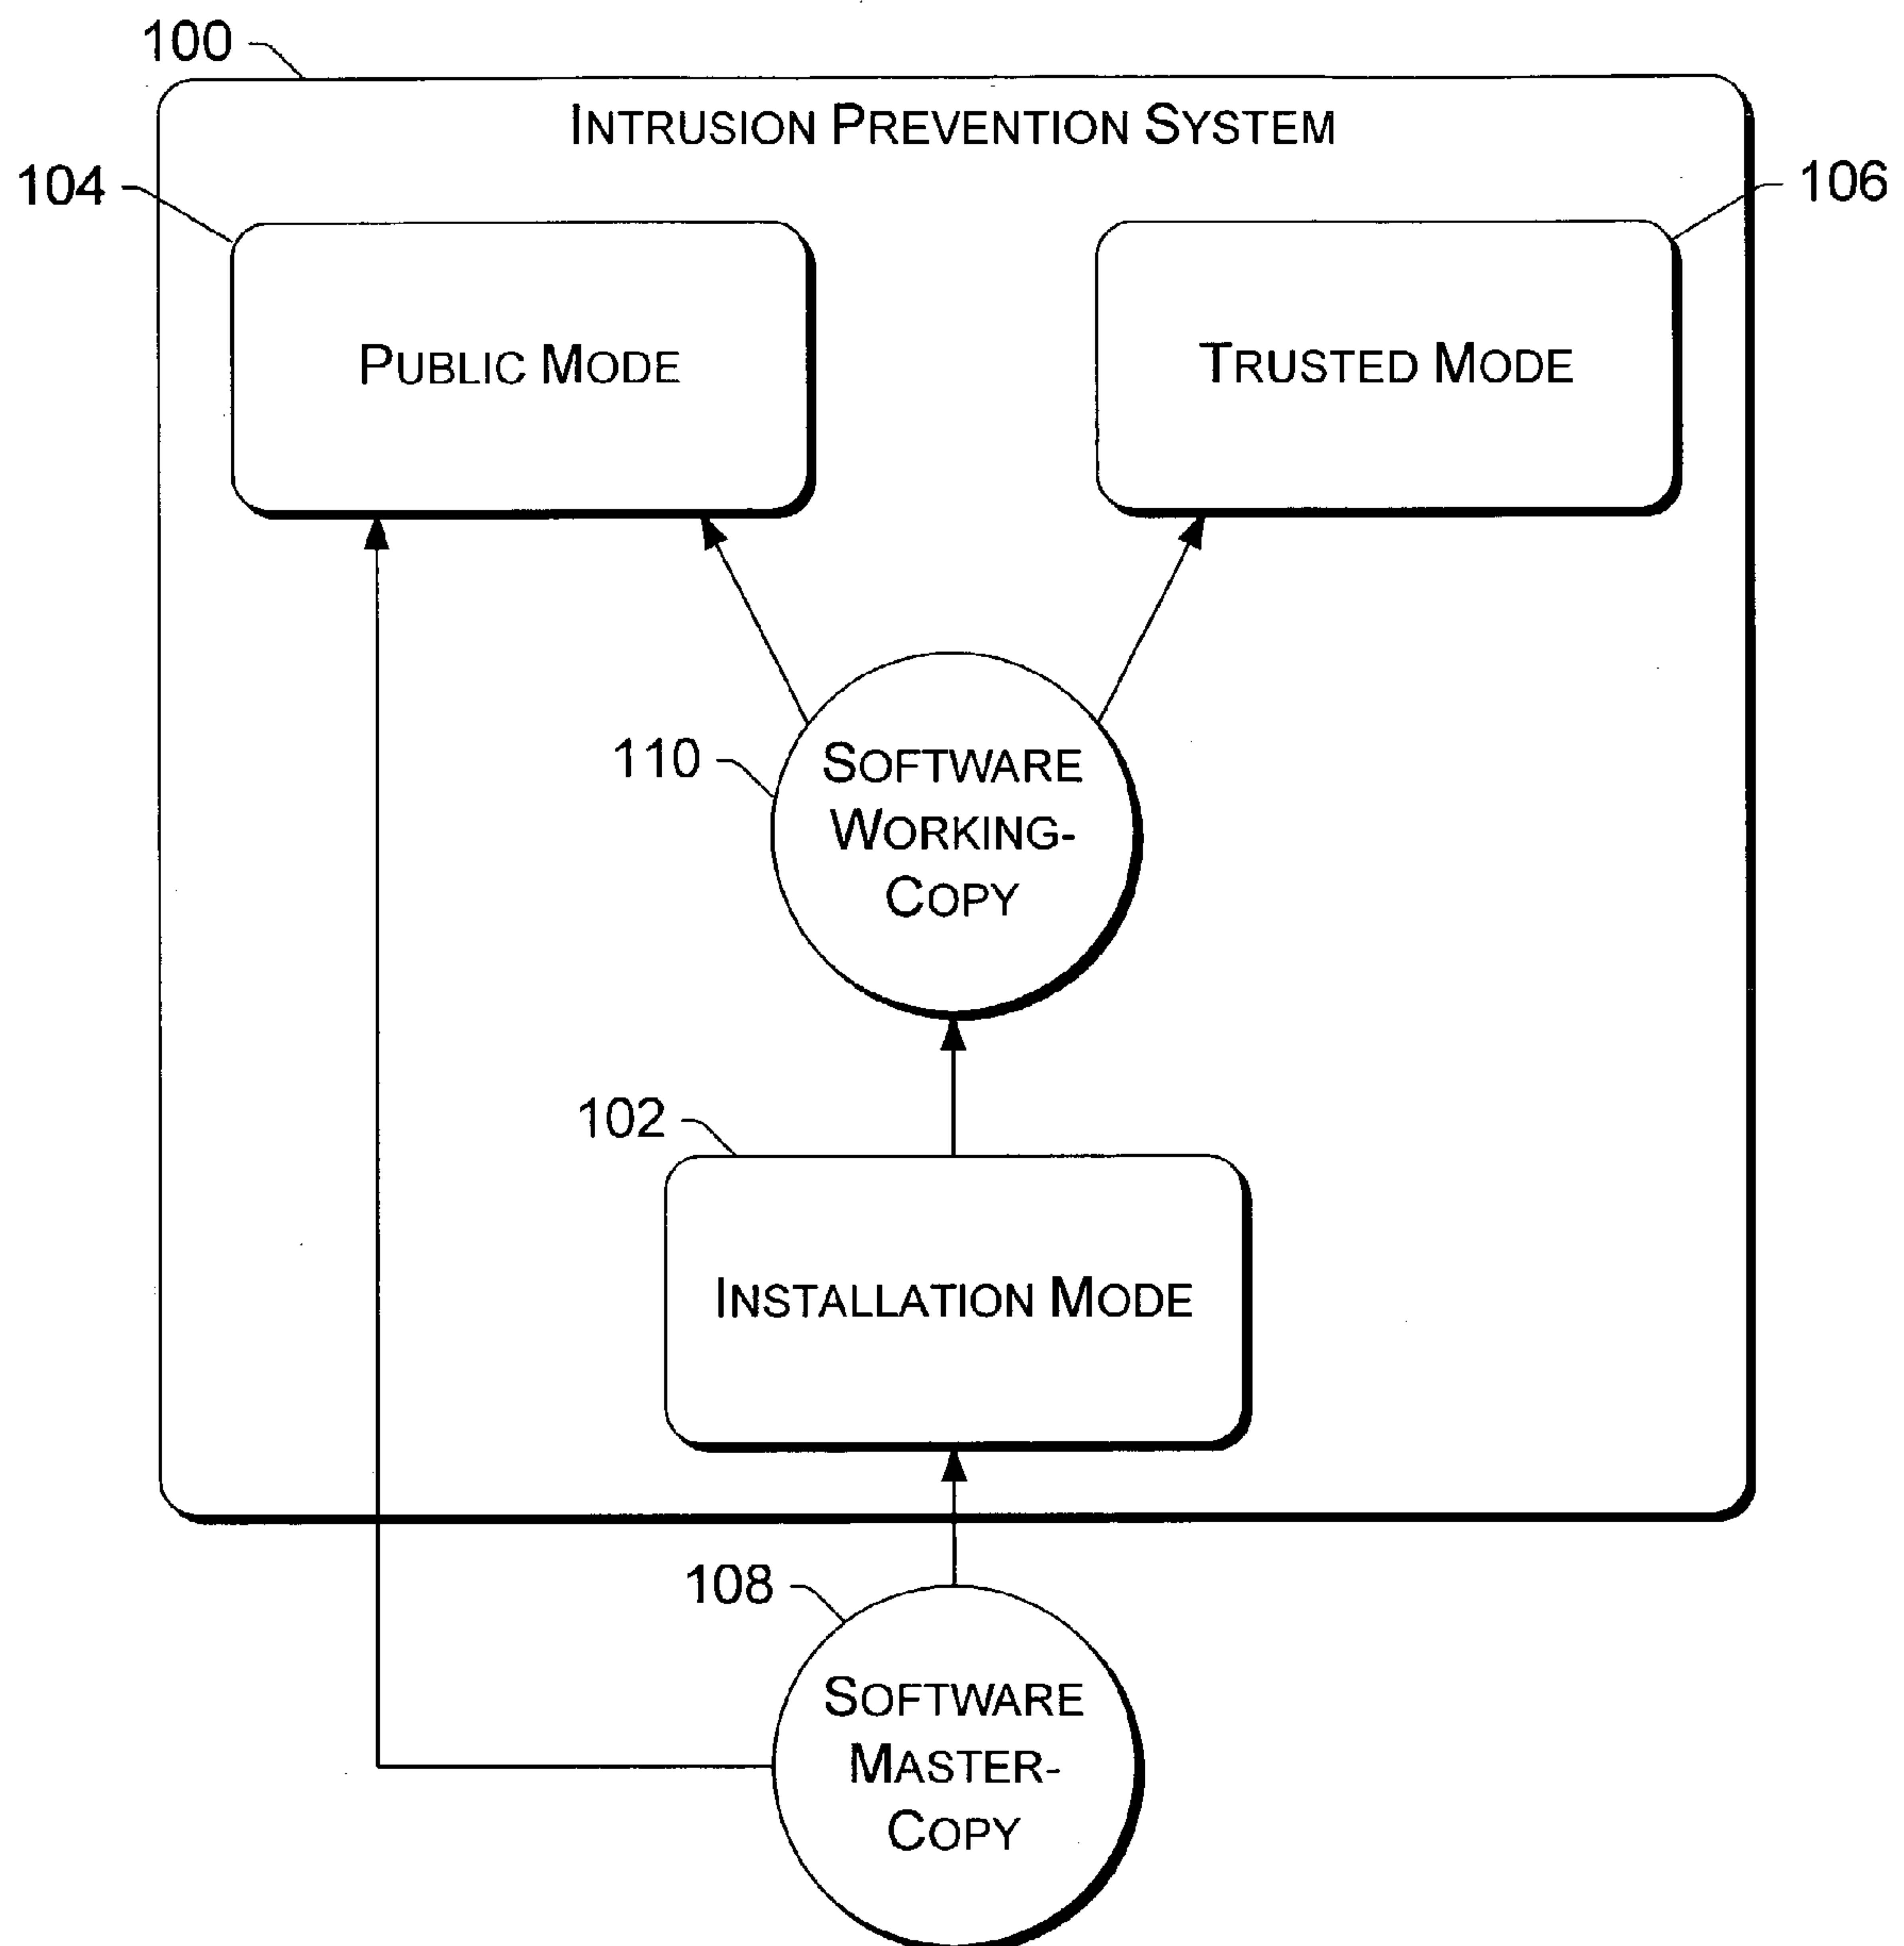 100
INTRUSION PREVENTION SYSTEM
104
106
PUBLIC MODE
TRUSTED MODE
110
SOFTWARE
WORKING-
COPY
102
INSTALLATION MODE
108
SOFTWARE
MASTER-
COPY